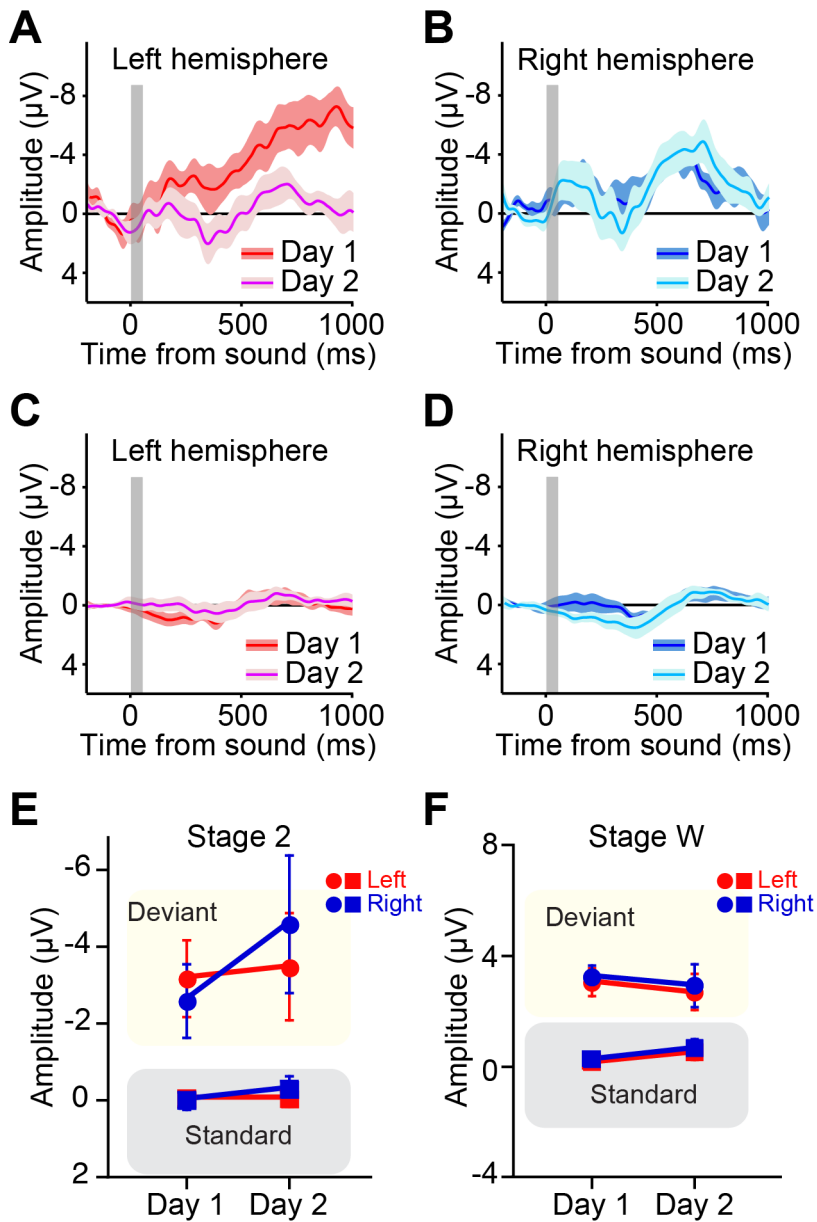 A
Left hemisphere
Amplitude (µV)
-8
-4
0
4
Day 1
Day 2
0 500 1000
Time from sound (ms)
B
Right hemisphere
Amplitude (µV)
-8
-4
0
4
Day 1
Day 2
0 500 1000
Time from sound (ms)
C
Left hemisphere
Amplitude (µV)
-8
-4
0
4
Day 1
Day 2
0 500 1000
Time from sound (ms)
D
Right hemisphere
Amplitude (µV)
-8
-4
0
4
Day 1
Day 2
0 500 1000
Time from sound (ms)
E
Stage 2
Amplitude (µV)
-6
-4
-2
0
2
Left
Right
Deviant
Standard
Day 1 Day 2
F
Stage W
Amplitude (µV)
8
4
0
-4
Left
Right
Deviant
Standard
Day 1 Day 2